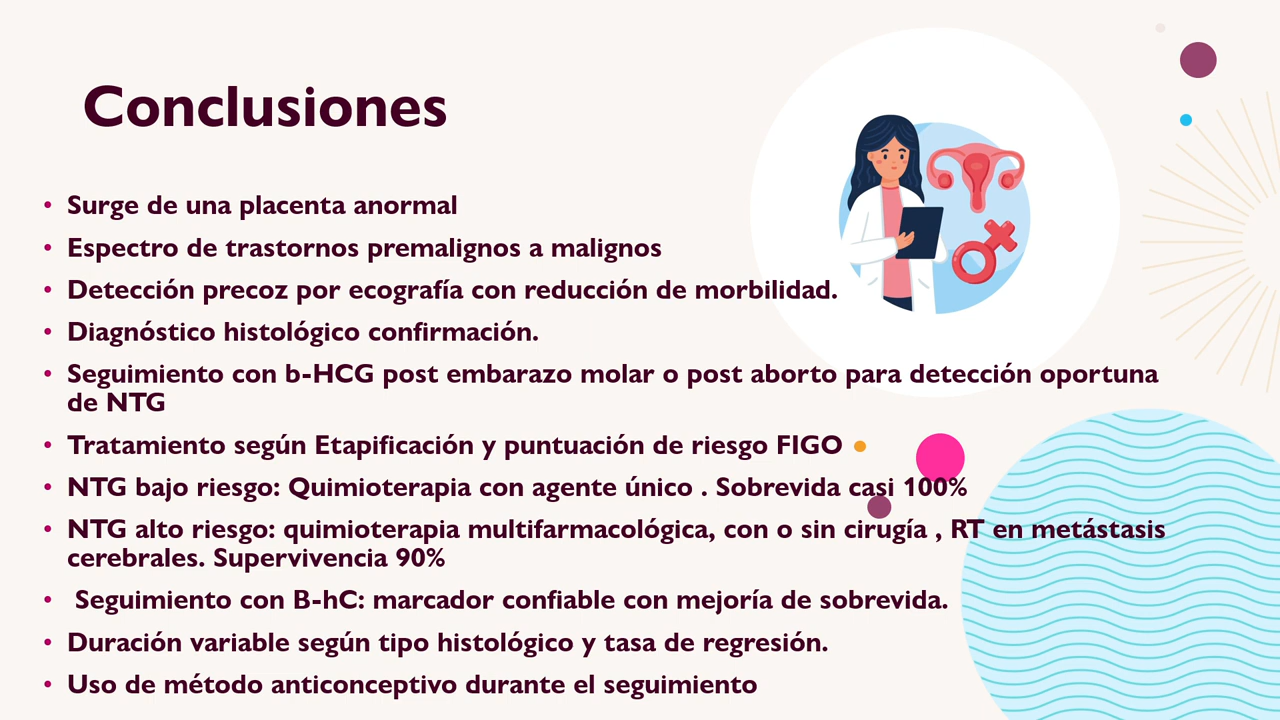 Conclusiones
• Surge de una placenta anormal
• Espectro de trastornos premalignos a malignos
• Detección precoz por ecografía con reducción de morbilidad.
• Diagnóstico histológico confirmación.
• Seguimiento con b-HCG post embarazo molar o post aborto para detección oportuna
de NTG
• Tratamiento según Etapificación y puntuación de riesgo FIGO
• NTG bajo riesgo: Quimioterapia con agente único . Sobrevida casi 100%
• NTG alto riesgo: quimioterapia multifarmacológica, con o sin cirugía , RT en metástasis
cerebrales. Supervivencia 90%
• Seguimiento con B-hC: marcador confiable con mejoría de sobrevida.
• Duración variable según tipo histológico y tasa de regresión.
• Uso de método anticonceptivo durante el seguimiento